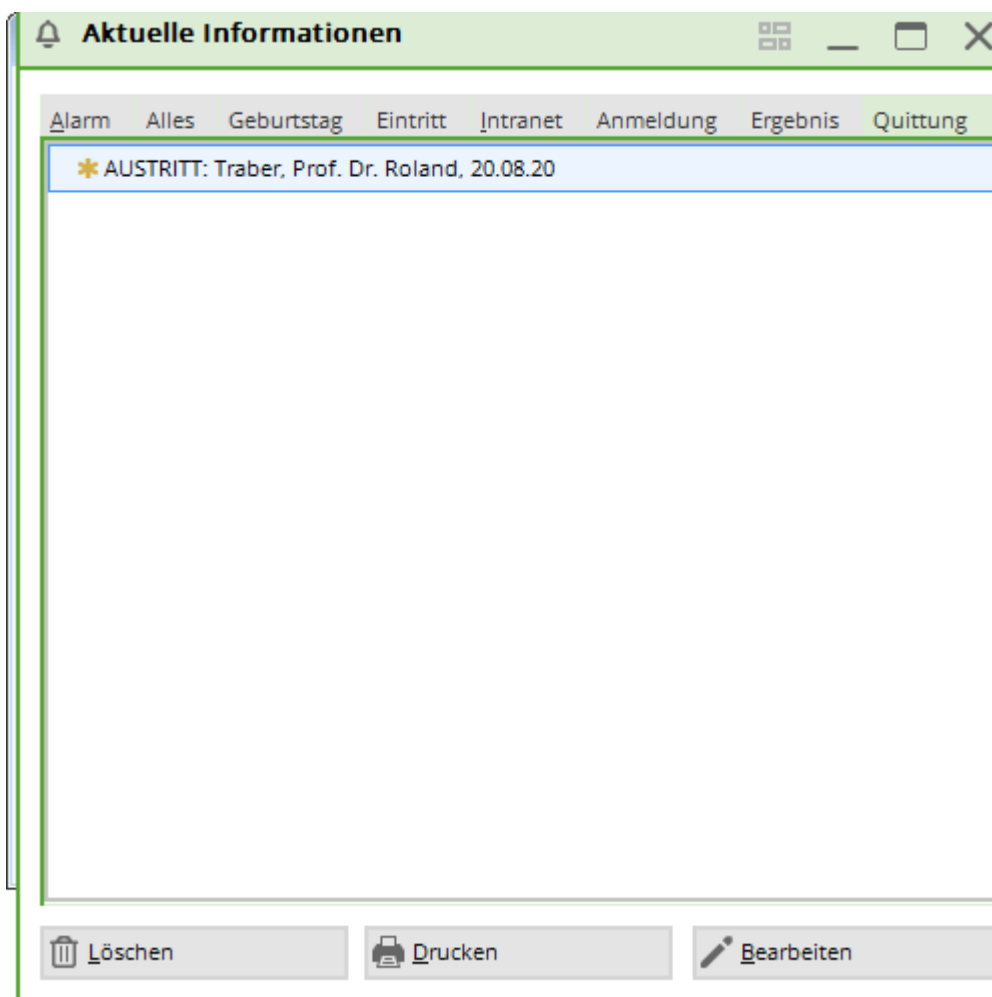 Aktuelle Informationen
Alarm Alles Geburtstag Eintritt Intranet Anmeldung Ergebnis Quittung
AUSTRITT: Traber, Prof. Dr. Roland, 20.08.20
Löschen Drucken Bearbeiten